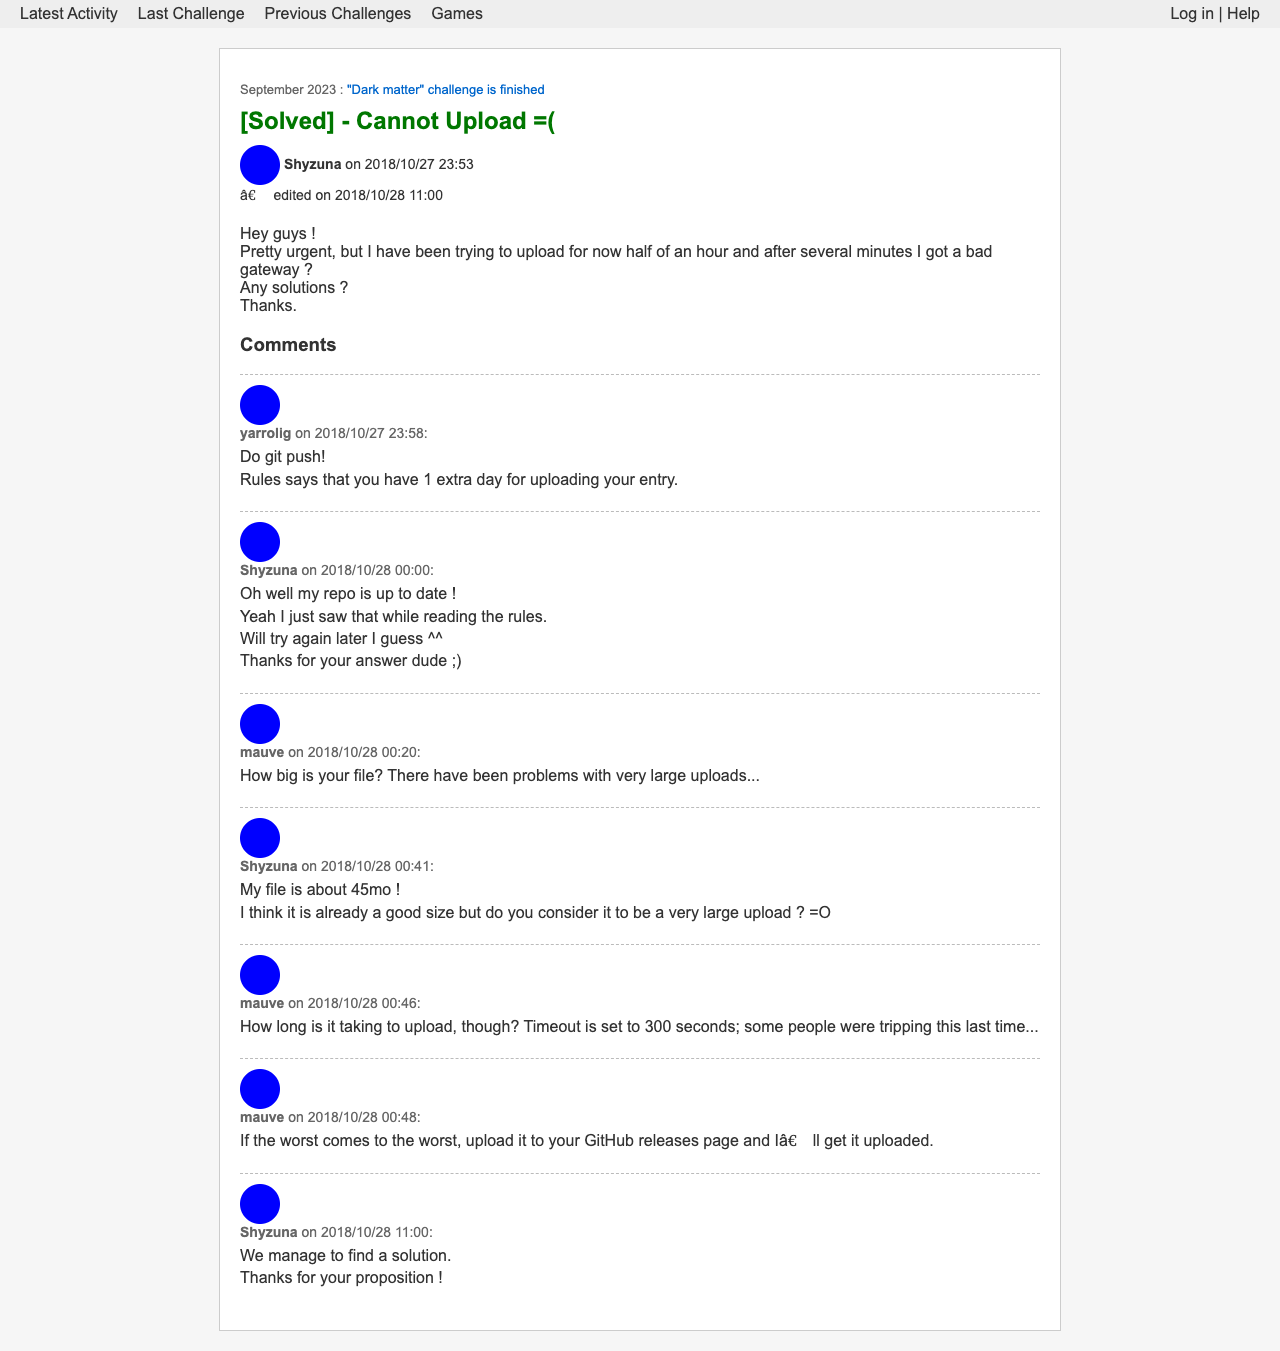 Latest Activity Last Challenge Previous Challenges Games Log in | Help
September 2023 : "Dark matter" challenge is finished
[Solved] - Cannot Upload =(
Shyzuna on 2018/10/27 23:53
â€ edited on 2018/10/28 11:00
Hey guys !
Pretty urgent, but I have been trying to upload for now half of an hour and after several minutes I got a bad
gateway ?
Any solutions ?
Thanks.
Comments
yarrolig on 2018/10/27 23:58:
Do git push!
Rules says that you have 1 extra day for uploading your entry.
Shyzuna on 2018/10/28 00:00:
Oh well my repo is up to date !
Yeah I just saw that while reading the rules.
Will try again later I guess ^^
Thanks for your answer dude ;)
mauve on 2018/10/28 00:20:
How big is your file? There have been problems with very large uploads...
Shyzuna on 2018/10/28 00:41:
My file is about 45mo !
I think it is already a good size but do you consider it to be a very large upload ? =O
mauve on 2018/10/28 00:46:
How long is it taking to upload, though? Timeout is set to 300 seconds; some people were tripping this last time...
mauve on 2018/10/28 00:48:
If the worst comes to the worst, upload it to your GitHub releases page and Iâ€ ll get it uploaded.
Shyzuna on 2018/10/28 11:00:
We manage to find a solution.
Thanks for your proposition !